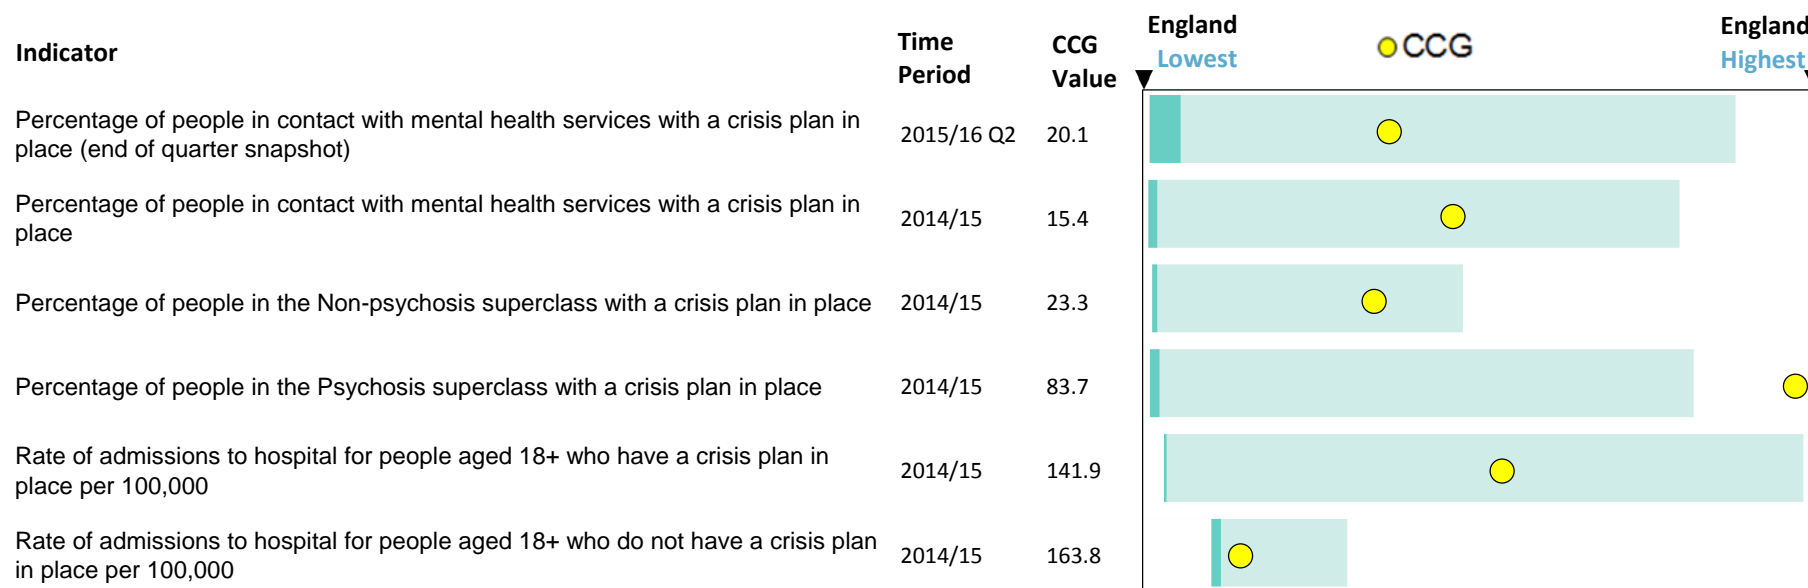 Indicator
Time Period
CCG Value
England Lowest
CCG
England Highest
Percentage of people in contact with mental health services with a crisis plan in
place (end of quarter snapshot)
2015/16 Q2
20.1
Percentage of people in contact with mental health services with a crisis plan in
place
2014/15
15.4
Percentage of people in the Non-psychosis superclass with a crisis plan in place
2014/15
23.3
Percentage of people in the Psychosis superclass with a crisis plan in place
2014/15
83.7
Rate of admissions to hospital for people aged 18+ who have a crisis plan in
place per 100,000
2014/15
141.9
Rate of admissions to hospital for people aged 18+ who do not have a crisis plan
in place per 100,000
2014/15
163.8